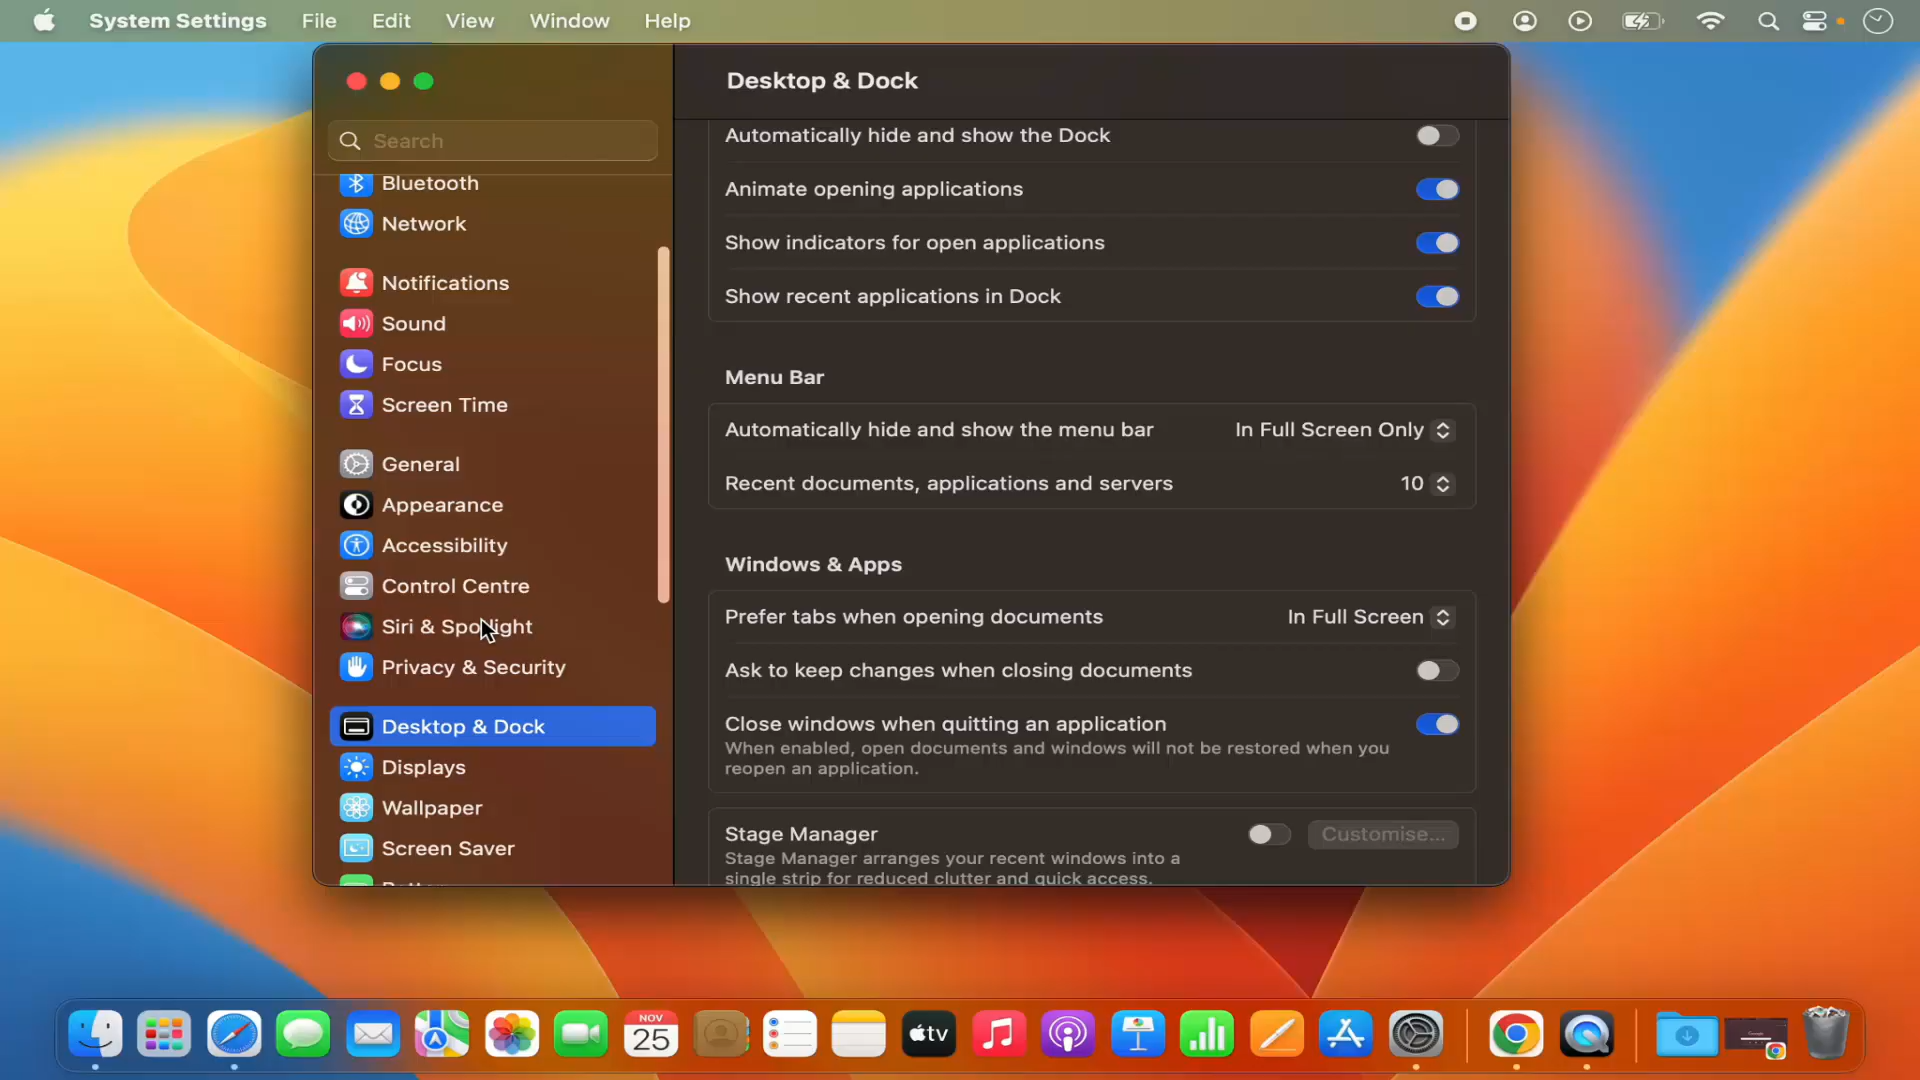 System Settings File Edit View Window Help
Search
Bluetooth
Network
Notifications
Sound
Focus
Screen Time
General
Appearance
Accessibility
Control Centre
Siri & Spotlight
Privacy & Security
Desktop & Dock
Displays
Wallpaper
Screen Saver
Desktop & Dock
Automatically hide and show the Dock
Animate opening applications
Show indicators for open applications
Show recent applications in Dock
Menu Bar
Automatically hide and show the menu bar In Full Screen Only
Recent documents, applications and servers 10
Windows & Apps
Prefer tabs when opening documents In Full Screen
Ask to keep changes when closing documents
Close windows when quitting an application
When enabled, open documents and windows will not be restored when you
reopen an application.
Stage Manager Customise...
Stage Manager arranges your recent windows into a
single strip for reduced clutter and quick access.
NOV
25
tv